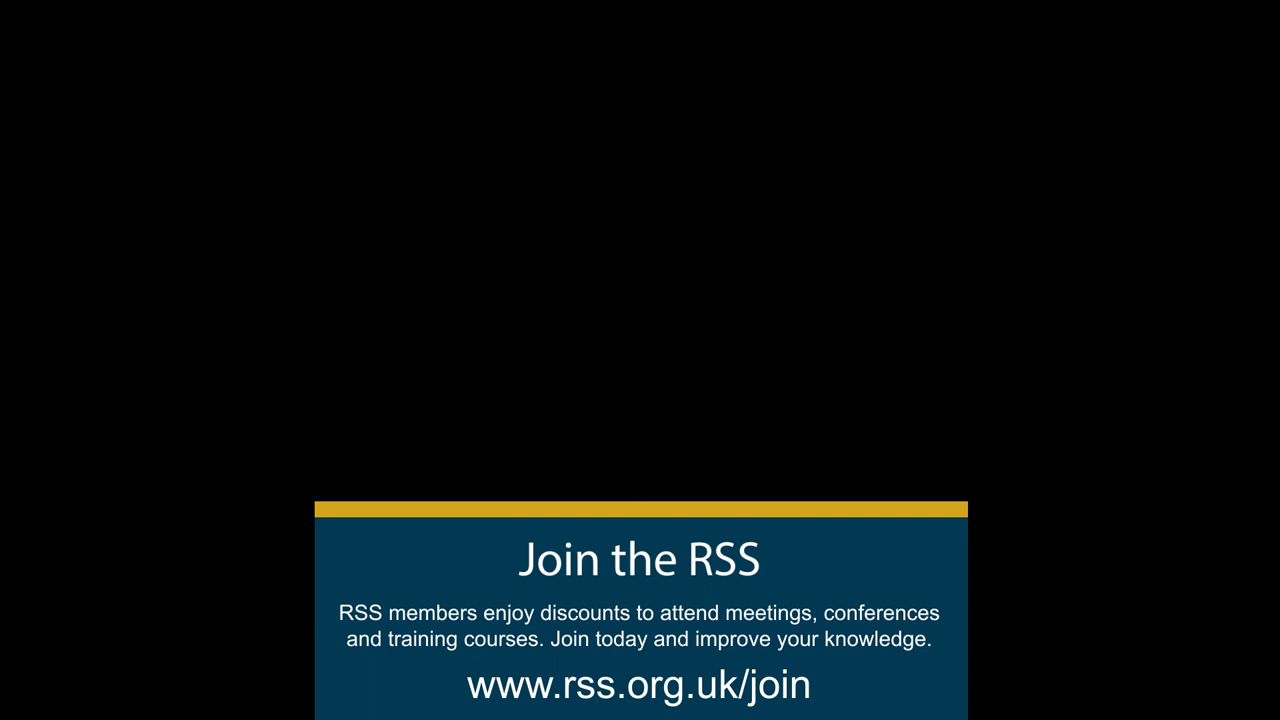 Join the RSS
RSS members enjoy discounts to attend meetings, conferences
and training courses. Join today and improve your knowledge.
www.rss.org.uk/join